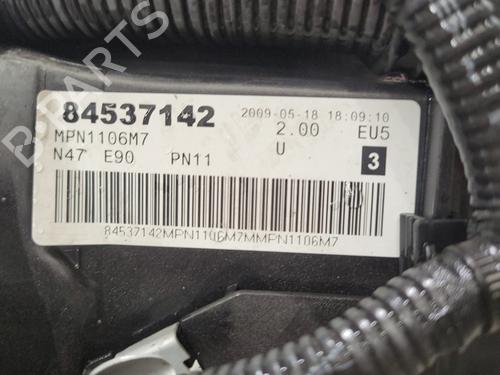 B-PARTS
84537142 2009-05-18 18:09:10
MPN1106M7 2.00 EU5
N47 E90 PN11 U 3
84537142MPN1106M7MMPN1106M7